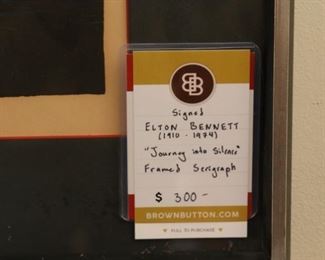 BB
Signed
ELTON BENNETT
(1910 - 1974)
"Journey into Silence"
Framed Serigraph
$ 300-
BROWNBUTTON.COM
PULL TO PURCHASE